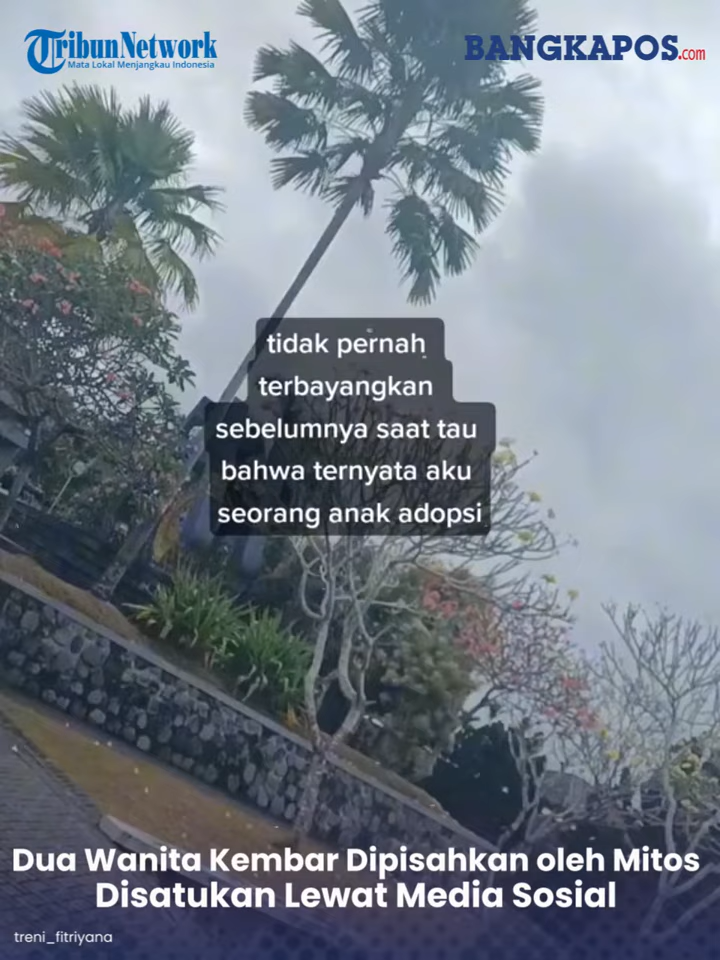 TribunNetwork
Mata Lokal Menjangkau Indonesia
BANGKAPOS.com
tidak pernah
terbayangkan
sebelumnya saat tau
bahwa ternyata aku
seorang anak adopsi
Dua Wanita Kembar Dipisahkan oleh Mitos
Disatukan Lewat Media Sosial
treni_fitriyana